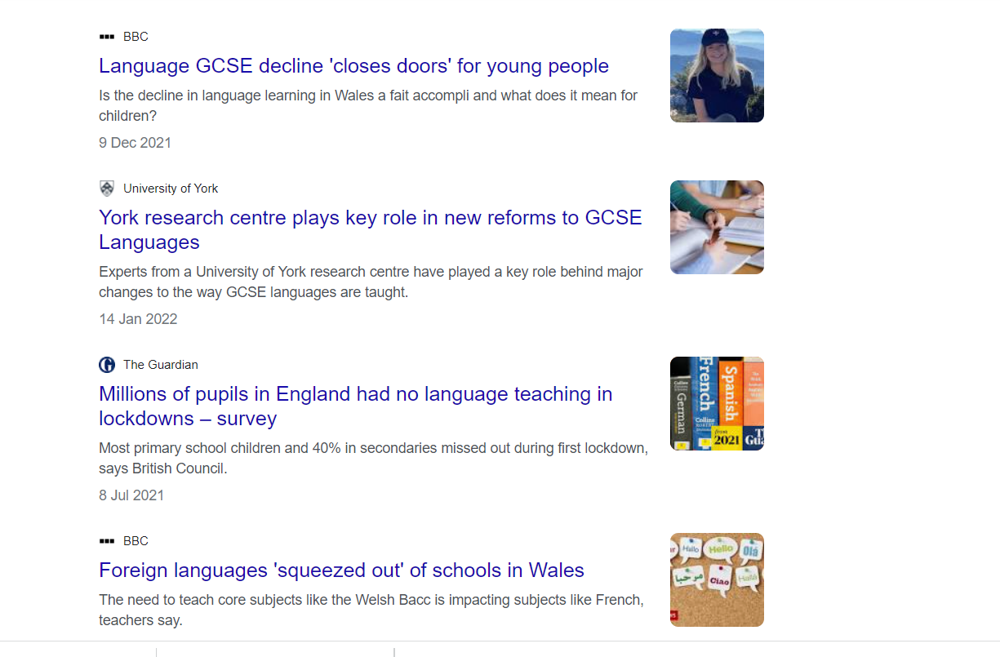 BBC
Language GCSE decline 'closes doors' for young people
Is the decline in language learning in Wales a fait accompli and what does it mean for
children?
9 Dec 2021
University of York
York research centre plays key role in new reforms to GCSE
Languages
Experts from a University of York research centre have played a key role behind major
changes to the way GCSE languages are taught.
14 Jan 2022
The Guardian
Millions of pupils in England had no language teaching in
lockdowns – survey
Most primary school children and 40% in secondaries missed out during first lockdown,
says British Council.
8 Jul 2021
Collins
German
French
Collins
Spanish
from
2021
BBC
Foreign languages 'squeezed out' of schools in Wales
The need to teach core subjects like the Welsh Bacc is impacting subjects like French,
teachers say.
Hallo
Hello
Olá
مرحبا
Ciao